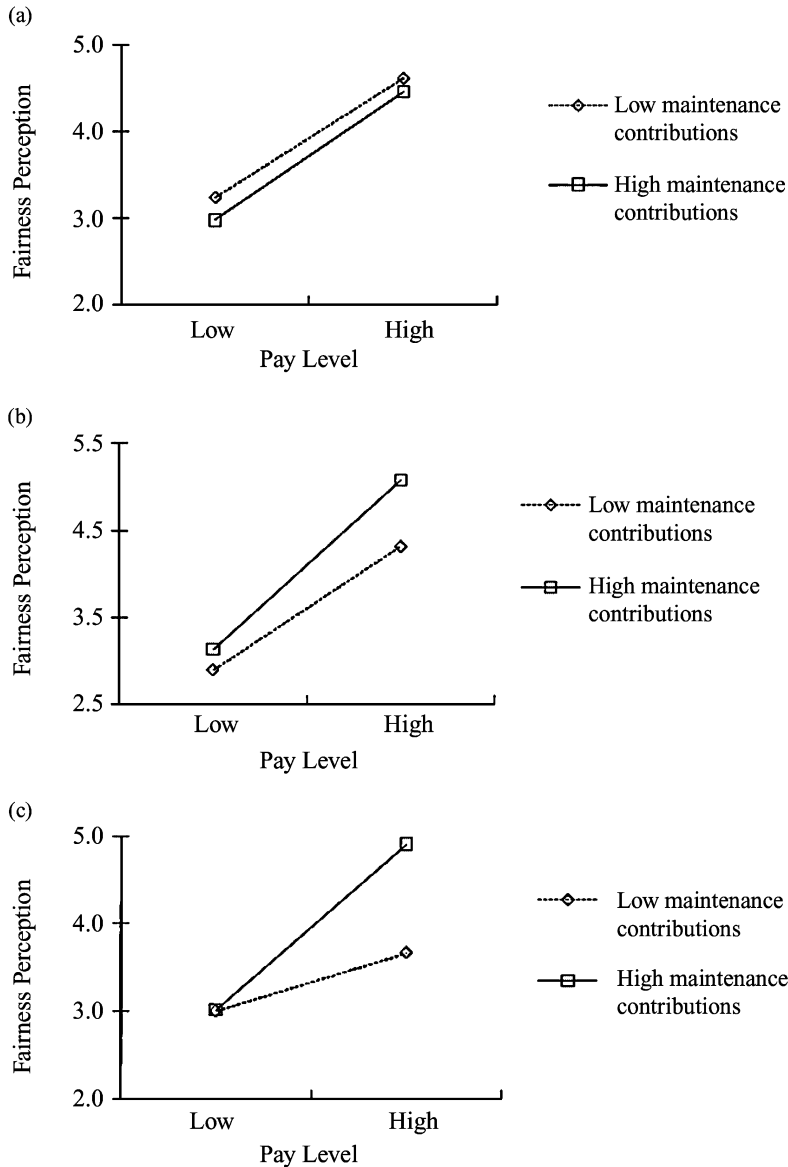 (a)
5.0
4.0
3.0
2.0
Fairness Perception
Low
High
Pay Level
Low maintenance
contributions
High maintenance
contributions
(b)
5.5
4.5
3.5
2.5
Fairness Perception
Low
High
Pay Level
Low maintenance
contributions
High maintenance
contributions
(c)
5.0
4.0
3.0
2.0
Fairness Perception
Low
High
Pay Level
Low maintenance
contributions
High maintenance
contributions